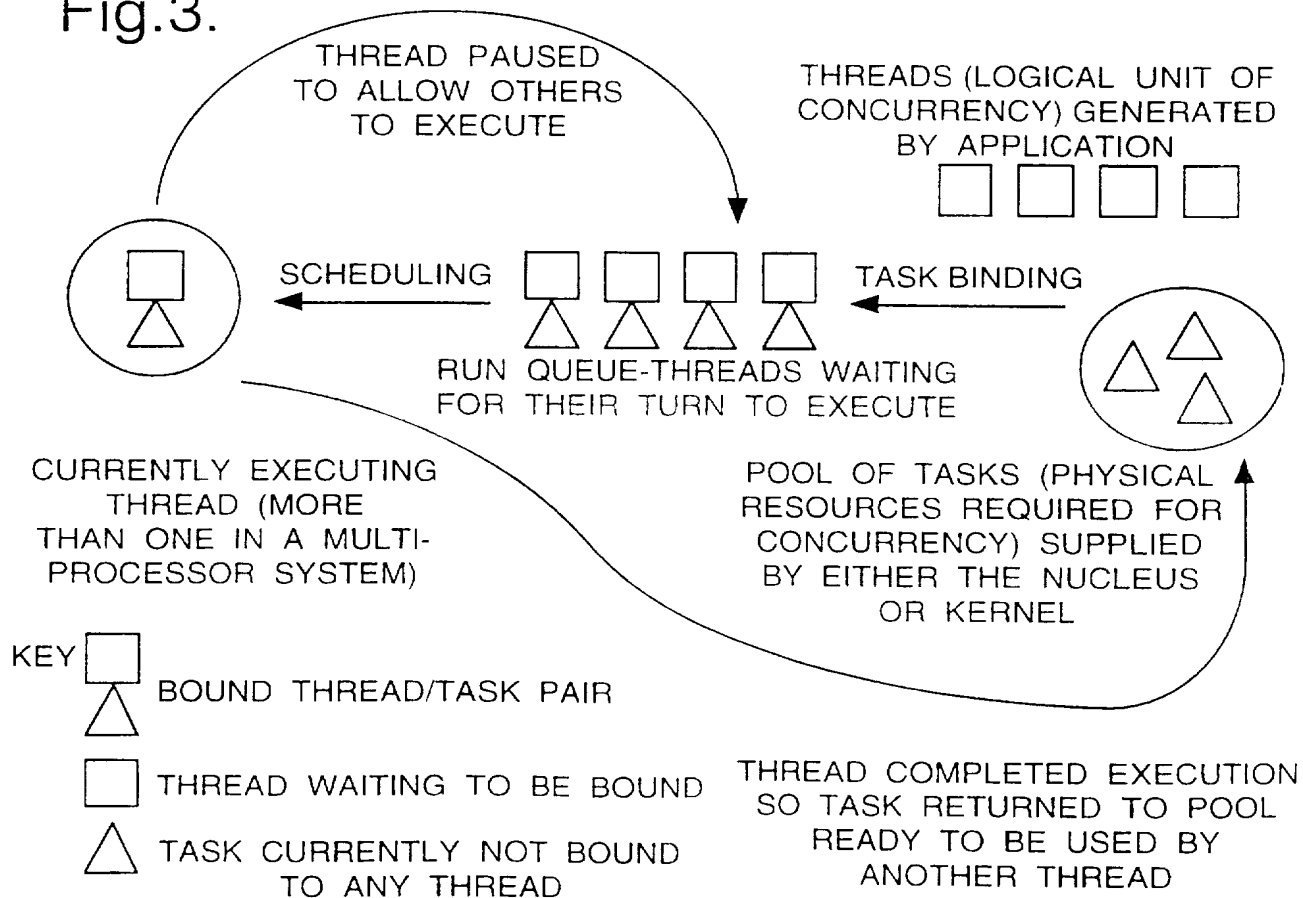 Fig.3.
THREAD PAUSED
TO ALLOW OTHERS
TO EXECUTE
THREADS (LOGICAL UNIT OF
CONCURRENCY) GENERATED
BY APPLICATION
SCHEDULING
TASK BINDING
RUN QUEUE-THREADS WAITING
FOR THEIR TURN TO EXECUTE
CURRENTLY EXECUTING
THREAD (MORE
THAN ONE IN A MULTI-
PROCESSOR SYSTEM)
POOL OF TASKS (PHYSICAL
RESOURCES REQUIRED FOR
CONCURRENCY) SUPPLIED
BY EITHER THE NUCLEUS
OR KERNEL
KEY
BOUND THREAD/TASK PAIR
THREAD WAITING TO BE BOUND
TASK CURRENTLY NOT BOUND
TO ANY THREAD
THREAD COMPLETED EXECUTION
SO TASK RETURNED TO POOL
READY TO BE USED BY
ANOTHER THREAD